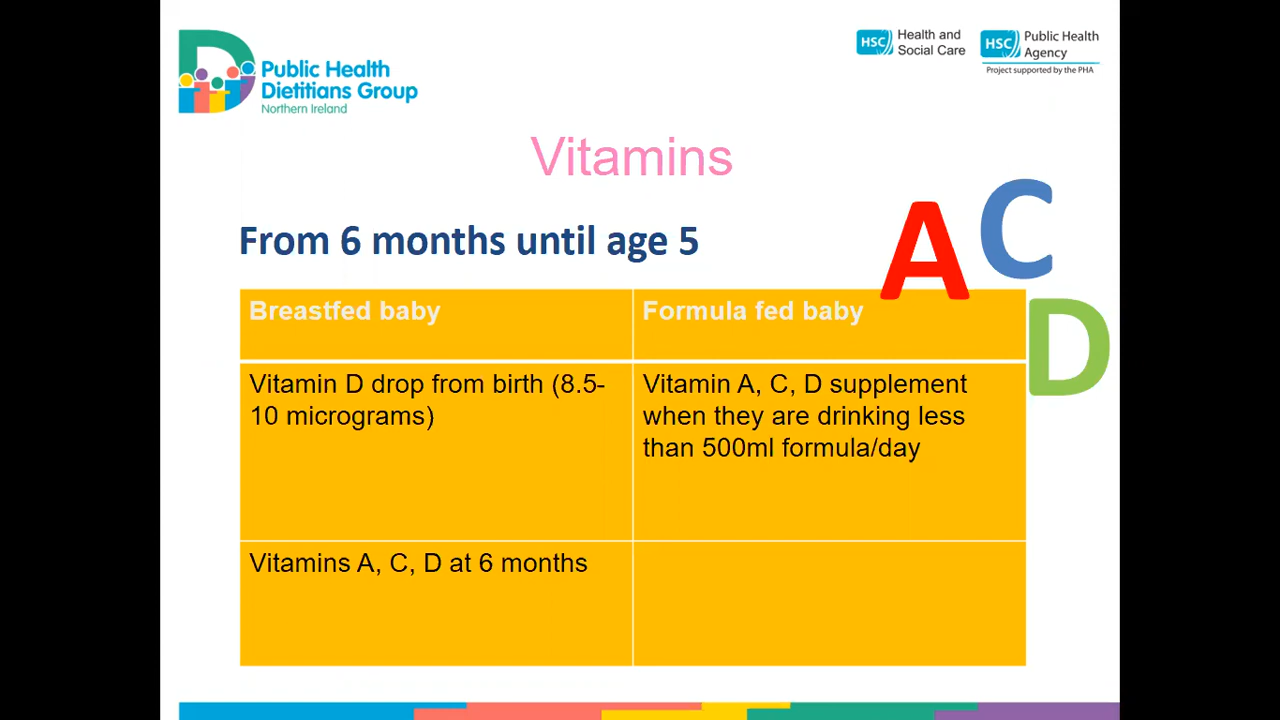 Public Health
Dietitians Group
Northern Ireland
HSC
Health and
Social Care
HSC
Public Health
Agency
Project supported by the PHA
Vitamins
From 6 months until age 5
A
C
D
Breastfed baby
Formula fed baby
Vitamin D drop from birth (8.5-
10 micrograms)
Vitamin A, C, D supplement
when they are drinking less
than 500ml formula/day
Vitamins A, C, D at 6 months